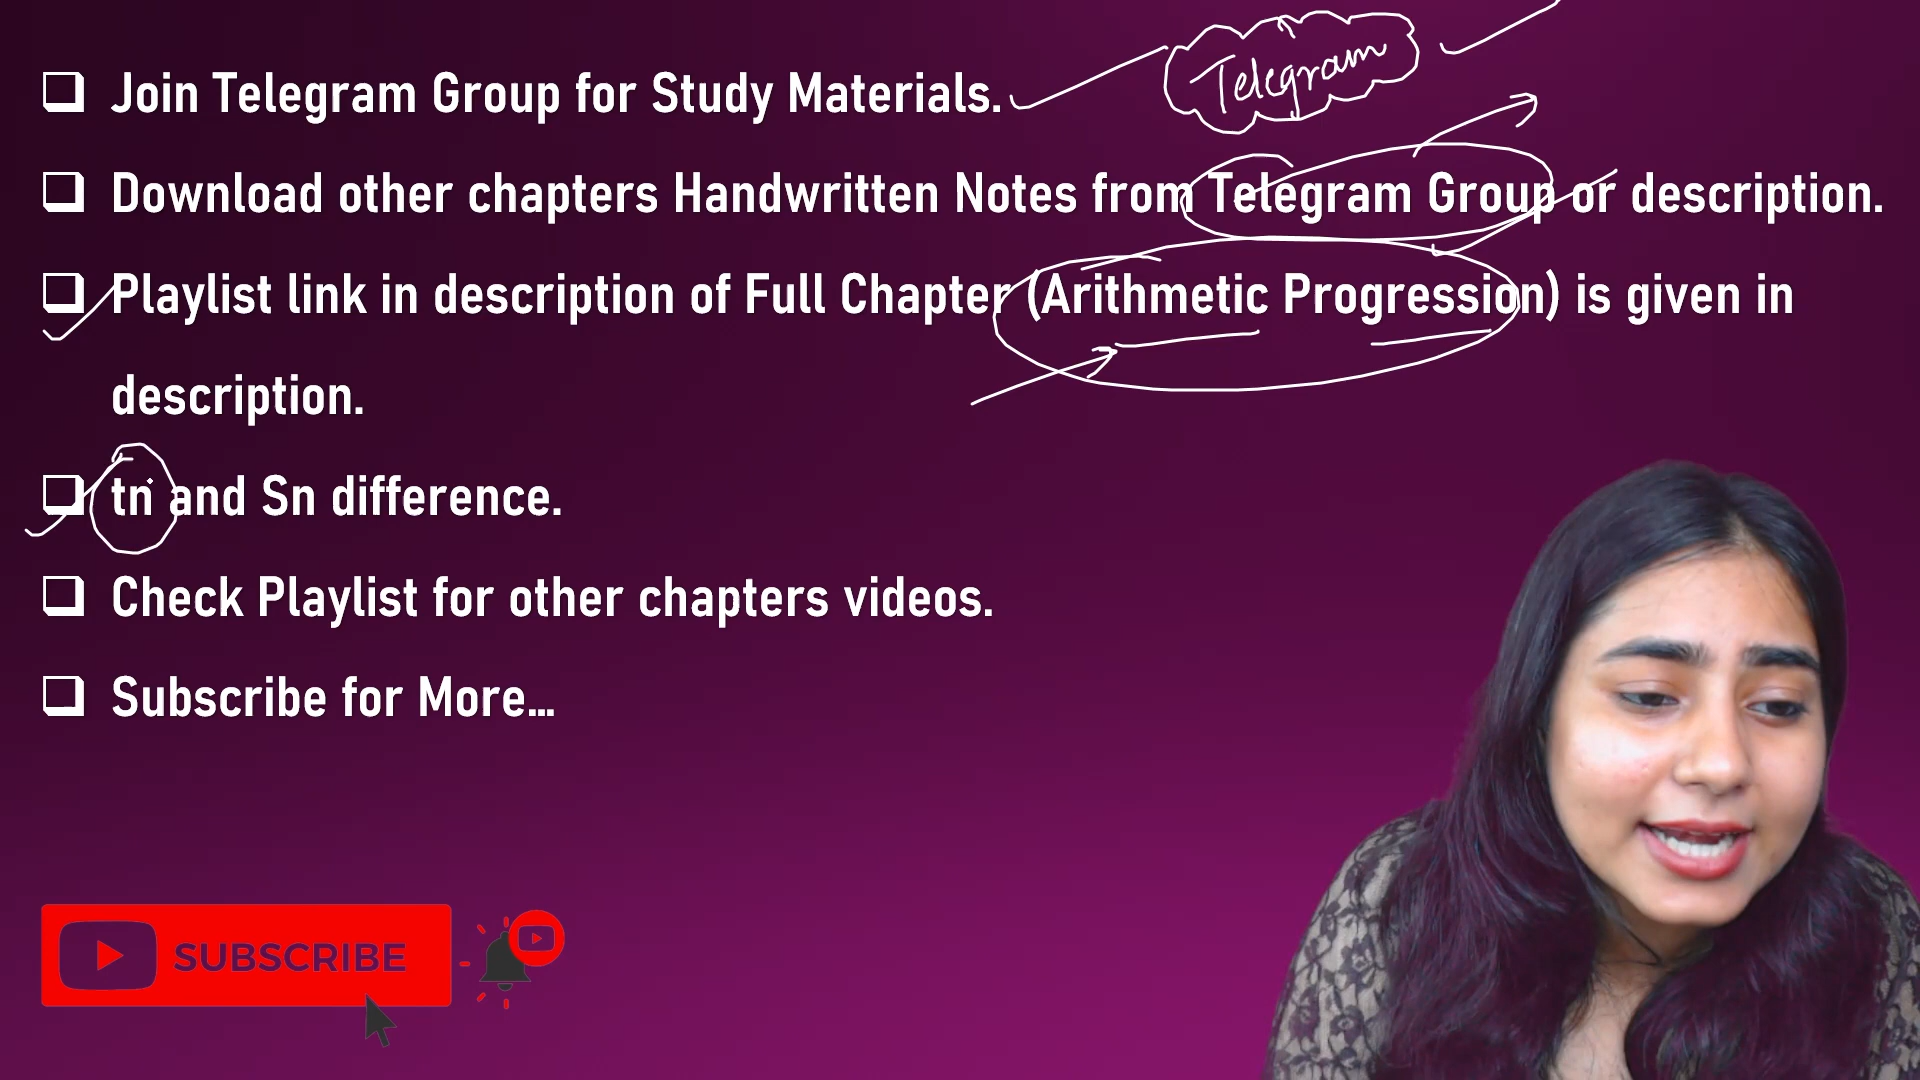 Telegram
Join Telegram Group for Study Materials.
Download other chapters Handwritten Notes from Telegram Group or description.
Playlist link in description of Full Chapter (Arithmetic Progression) is given in
description.
tn and Sn difference.
Check Playlist for other chapters videos.
Subscribe for More...
SUBSCRIBE